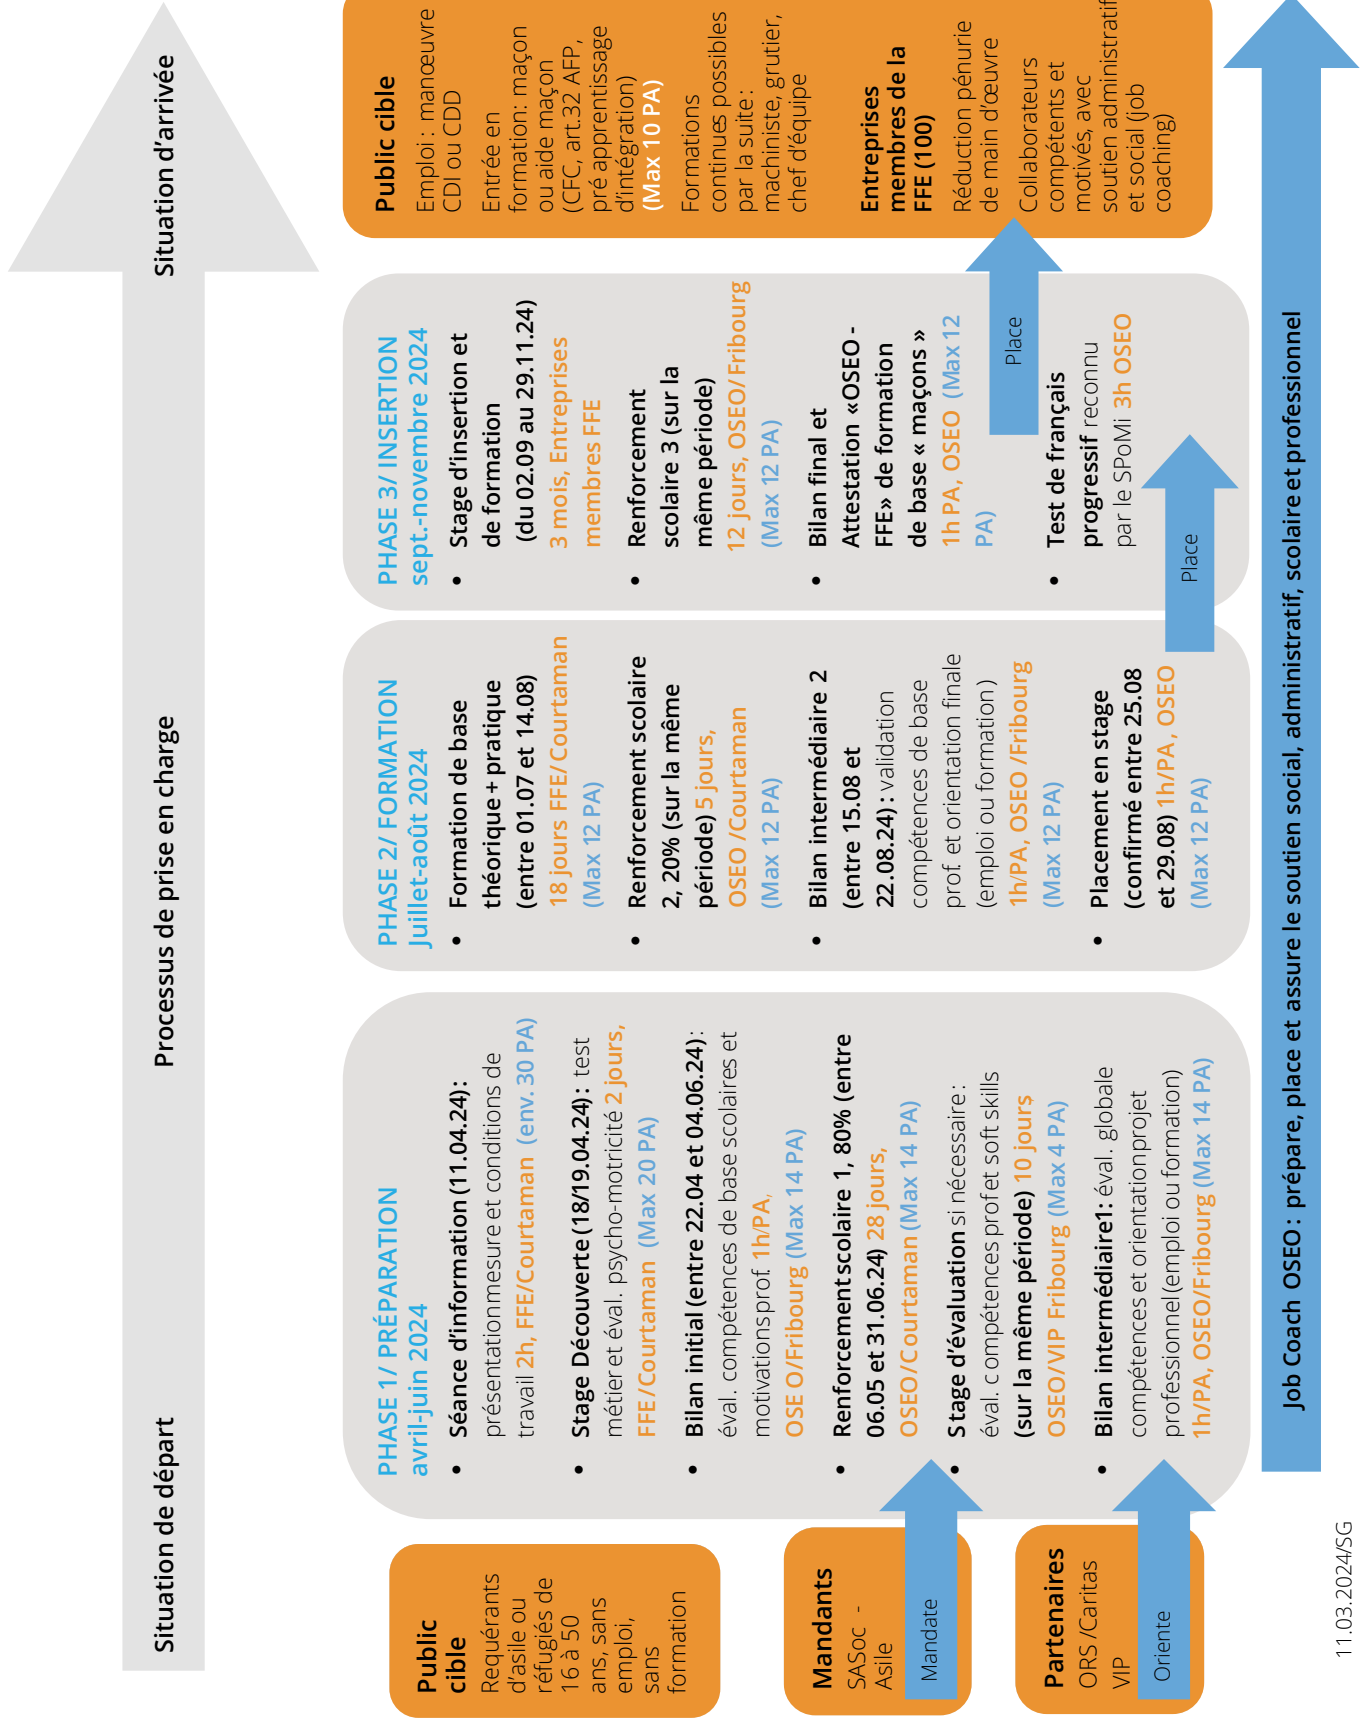 Situation de départ
Processus de prise en charge
Situation d'arrivée
Public
cible
Requérants
d'asile ou
réfugiés de
16 à 50
ans, sans
emploi,
sans
formation
Mandants
SASoc -
Asile
Mandate
Partenaires
ORS /Caritas
VIP
Oriente
PHASE 1/ PRÉPARATION
avril-juin 2024
• Séance d'information (11.04.24):
présentation mesure et conditions de
travail 2h, FFE/Courtaman (env. 30 PA)
• Stage Découverte (18/19.04.24) : test
métier et éval. psycho-motricité 2 jours,
FFE/Courtaman (Max 20 PA)
• Bilan initial (entre 22.04 et 04.06.24) :
éval. compétences de base scolaires et
motivations prof. 1h/PA,
OSE O/Fribourg (Max 14 PA)
• Renforcement scolaire 1, 80% (entre
06.05 et 31.06.24) 28 jours,
OSEO/Courtaman (Max 14 PA)
• Stage d'évaluation si nécessaire :
éval. c ompétences prof et soft skills
(sur la même période) 10 jours
OSEO/VIP Fribourg (Max 4 PA)
• Bilan intermédiaire1: éval. globale
compétences et orientation projet
professionnel (emploi ou formation)
1h/PA, OSEO/Fribourg (Max 14 PA)
PHASE 2/ FORMATION
Juillet-août 2024
• Formation de base
théorique + pratique
(entre 01.07 et 14.08)
18 jours FFE/Courtaman
(Max 12 PA)
• Renforcement scolaire
2, 20% (sur la même
période) 5 jours,
OSEO /Courtaman
(Max 12 PA)
• Bilan intermédiaire 2
(entre 15.08 et
22.08.24) : validation
compétences de base
prof. et orientation finale
(emploi ou formation )
1h/PA, OSEO /Fribourg
(Max 12 PA)
• Placement en stage
(confirmé entre 25.08
et 29.08) 1h/PA, OSEO
(Max 12 PA)
Place
PHASE 3/ INSERTION
sept.-novembre 2024
• Stage d'insertion et
de formation
(du 02.09 au 29.11.24)
3 mois, Entreprises
membres FFE
• Renforcement
scolaire 3 (sur la
même période)
12 jours, OSEO/Fribourg
(Max 12 PA)
• Bilan final et
Attestation «OSEO -
FFE» de formation
de base « maçons »
1h PA, OSEO (Max 12
PA)
• Test de français
progressif reconnu
par le SPoMi 3h OSEO
Place
Public cible
Emploi : manœuvre
CDI ou CDD
Entrée en
formation: maçon
ou aide maçon
(CFC, art.32 AFP,
pré apprentissage
d'intégration)
(Max 10 PA)
Formations
continues possibles
par la suite :
machiniste, grutier,
chef d'équipe
Entreprises
membres de la
FFE (100)
Réduction pénurie
de main d'œuvre
Collaborateurs
compétents et
motivés, avec
soutien administratif
et social (job
coaching)
Job Coach OSEO : prépare, place et assure le soutien social, administratif, scolaire et professionnel
11.03.2024/SG